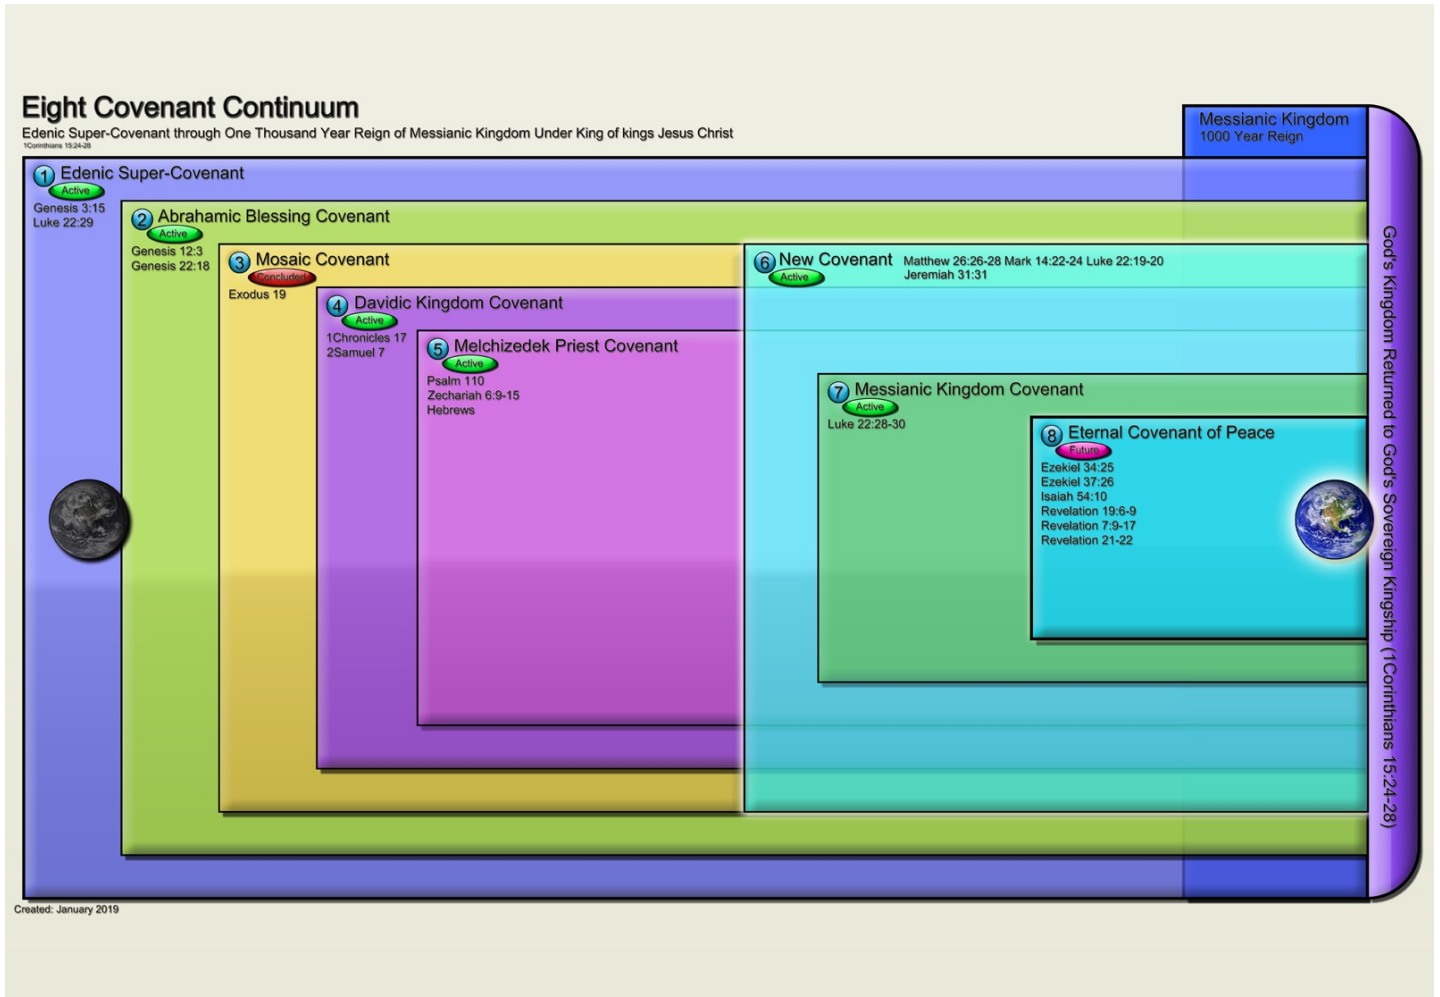 Eight Covenant Continuum
Edenic Super-Covenant through One Thousand Year Reign of Messianic Kingdom Under King of kings Jesus Christ
1Corinthians 15:24-28
Messianic Kingdom
1000 Year Reign
1 Edenic Super-Covenant
Active
Genesis 3:15
Luke 22:29
2 Abrahamic Blessing Covenant
Active
Genesis 12:3
Genesis 22:18
3 Mosaic Covenant
Concluded
Exodus 19
4 Davidic Kingdom Covenant
Active
1Chronicles 17
2Samuel 7
5 Melchizedek Priest Covenant
Active
Psalm 110
Zechariah 6:9-15
Hebrews
6 New Covenant Matthew 26:26-28 Mark 14:22-24 Luke 22:19-20
Jeremiah 31:31
Active
7 Messianic Kingdom Covenant
Active
Luke 22:28-30
8 Eternal Covenant of Peace
Future
Ezekiel 34:25
Ezekiel 37:26
Isaiah 54:10
Revelation 19:6-9
Revelation 7:9-17
Revelation 21-22
God's Kingdom Returned to God's Sovereign Kingship (1Corinthians 15:24-28)
Created: January 2019